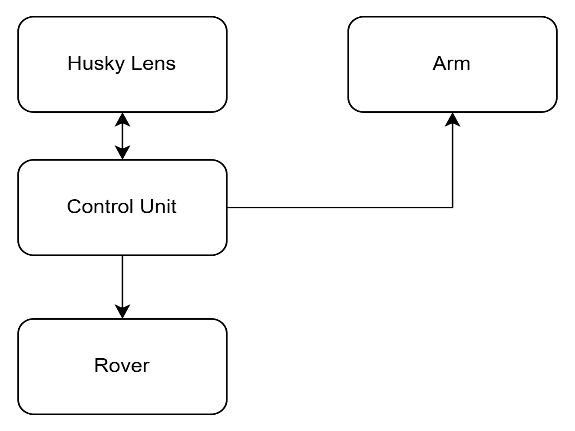 Husky Lens
Arm
Control Unit
Rover